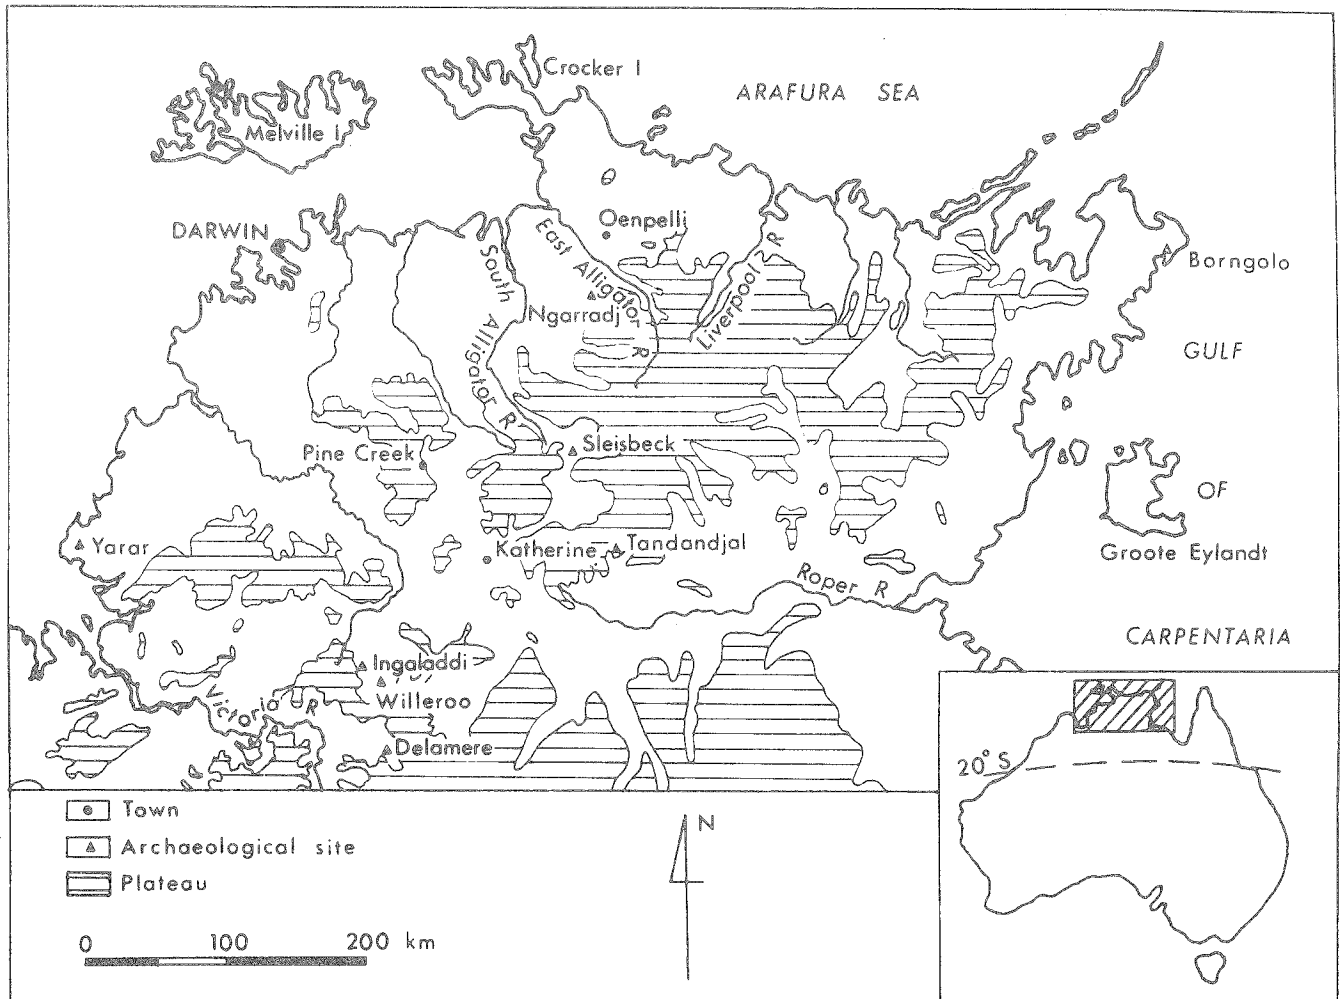 Crocker I
ARAFURA SEA
Melville I
DARWIN
Oenpelli
East Alligator R
South Alligator R
Liverpool R
Borngolo
Ngarradj
GULF
Sleisbeck
Pine Creek
OF
Yarar
Katherine
Tandandjal
Groote Eylandt
Roper R
CARPENTARIA
Ingaladdi
Willeroo
Victoria R
Delamere
20° S
Town
Archaeological site
Plateau
N
0 100 200 km